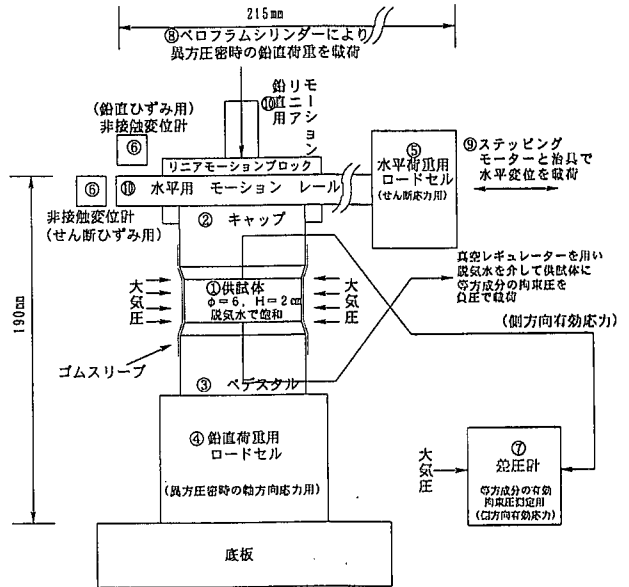 215mm
⑧ベロフラムシリンダーにより
異方圧密時の鉛直荷重を載荷
⑩鉛直用リニアモーション
(鉛直ひずみ用)
非接触変位計
⑥
リニアモーションブロック
⑥
⑩ 水平用 モーション レール
非接触変位計
(せん断ひずみ用)
⑤
水平荷重用
ロードセル
(せん断応力用)
⑨ステッピング
モーターと治具で
水平変位を載荷
② キャップ
190mm
大気圧
①供試体
φ=6, H=2cm
脱気水で飽和
大気圧
真空レギュレーターを用い
脱気水を介して供試体に
等方成分の拘束圧を
負圧で載荷
(側方向有効応力)
ゴムスリーブ
③ ペデスタル
④鉛直荷重用
ロードセル
(異方圧密時の軸方向応力用)
大気圧
⑦
差圧計
等方成分の有効
拘束圧測定用
(側方向有効応力)
底板